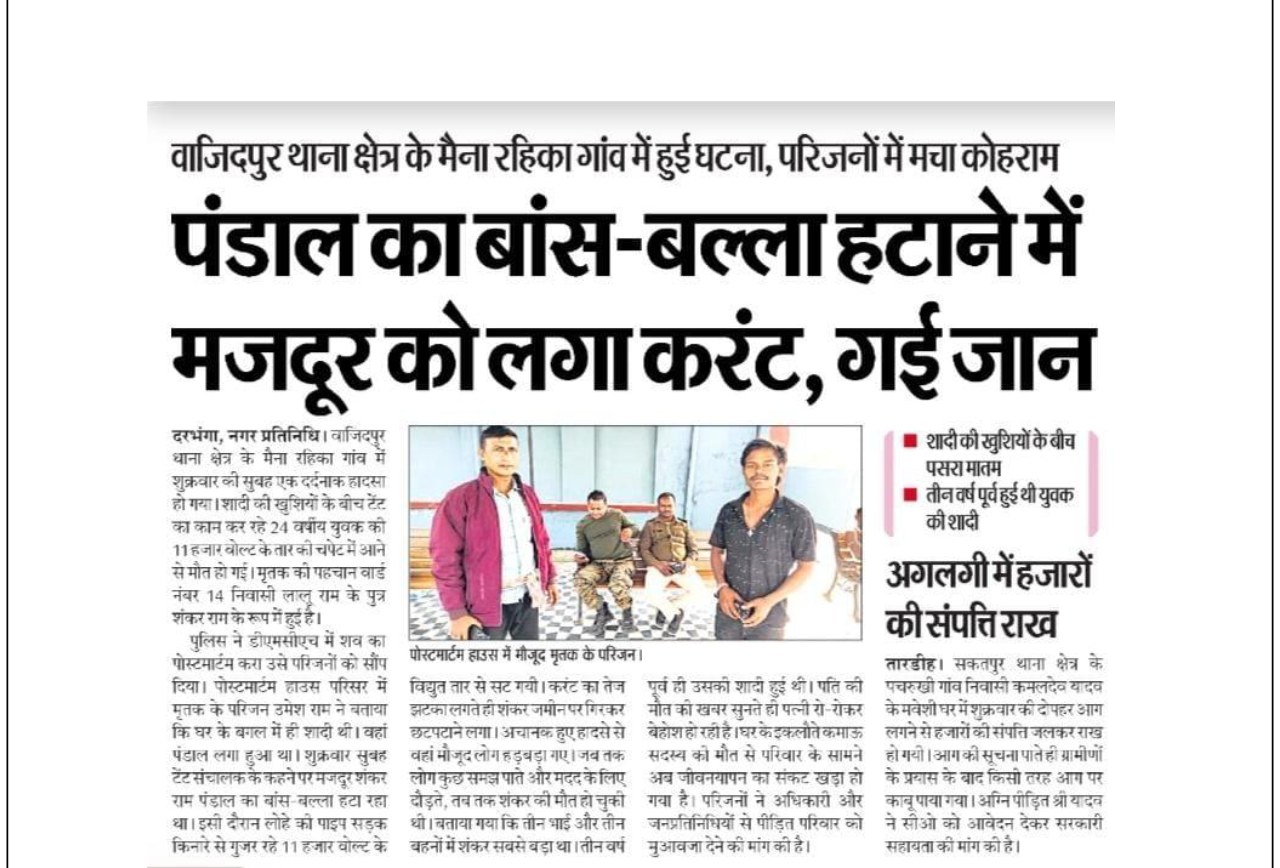 वाजिदपुर थाना क्षेत्र के मैना रहिका गांव में हुई घटना, परिजनों में मचा कोहराम
पंडाल का बांस-बल्ला हटाने में
मजदूर को लगा करंट, गई जान
दरभंगा, नगर प्रतिनिधि। वाजिदपुर
थाना क्षेत्र के मैना रहिका गांव में
शुक्रवार की सुबह एक दर्दनाक हादसा
हो गया। शादी की खुशियों के बीच टेंट
का काम कर रहे 24 वर्षीय युवक की
11 हजार वोल्ट के तार की चपेट में आने
से मौत हो गई। मृतक की पहचान वार्ड
नंबर 14 निवासी लालू राम के पुत्र
शंकर राम के रूप में हुई है।
पुलिस ने डीएमसीएच में शव का
पोस्टमार्टम करा उसे परिजनों को सौंप
दिया। पोस्टमार्टम हाउस परिसर में
मृतक के परिजन उमेश राम ने बताया
कि घर के बगल में ही शादी थी। वहां
पंडाल लगा हुआ था। शुक्रवार सुबह
टेंट संचालक के कहने पर मजदूर शंकर
राम पंडाल का बांस-बल्ला हटा रहा
था। इसी दौरान लोहे की पाइप सड़क
किनारे से गुजर रहे 11 हजार वोल्ट के
पोस्टमार्टम हाउस में मौजूद मृतक के परिजन।
विद्युत तार से सट गयी। करंट का तेज
झटका लगते ही शंकर जमीन पर गिरकर
छटपटाने लगा। अचानक हुए हादसे से
वहां मौजूद लोग हड़बड़ा गए। जब तक
लोग कुछ समझ पाते और मदद के लिए
दौड़ते, तब तक शंकर की मौत हो चुकी
थी। बताया गया कि तीन भाई और तीन
बहनों में शंकर सबसे बड़ा था। तीन वर्ष
पूर्व ही उसकी शादी हुई थी। पति की
मौत की खबर सुनते ही पत्नी रो-रोकर
बेहोश हो रही है। घर के इकलौते कमाऊ
सदस्य की मौत से परिवार के सामने
अब जीवनयापन का संकट खड़ा हो
गया है। परिजनों ने अधिकारी और
जनप्रतिनिधियों से पीड़ित परिवार को
मुआवजा देने की मांग की है।
शादी की खुशियों के बीच
पसरा मातम
तीन वर्ष पूर्व हुई थी युवक
की शादी
अगलगी में हजारों
की संपत्ति राख
तारडीह। सकतपुर थाना क्षेत्र के
पचरुखी गांव निवासी कमलदेव यादव
के मवेशी घर में शुक्रवार की दोपहर आग
लगने से हजारों की संपत्ति जलकर राख
हो गयी। आग की सूचना पाते ही ग्रामीणों
के प्रयास के बाद किसी तरह आग पर
काबू पाया गया। अग्नि पीड़ित श्री यादव
ने सीओ को आवेदन देकर सरकारी
सहायता की मांग की है।